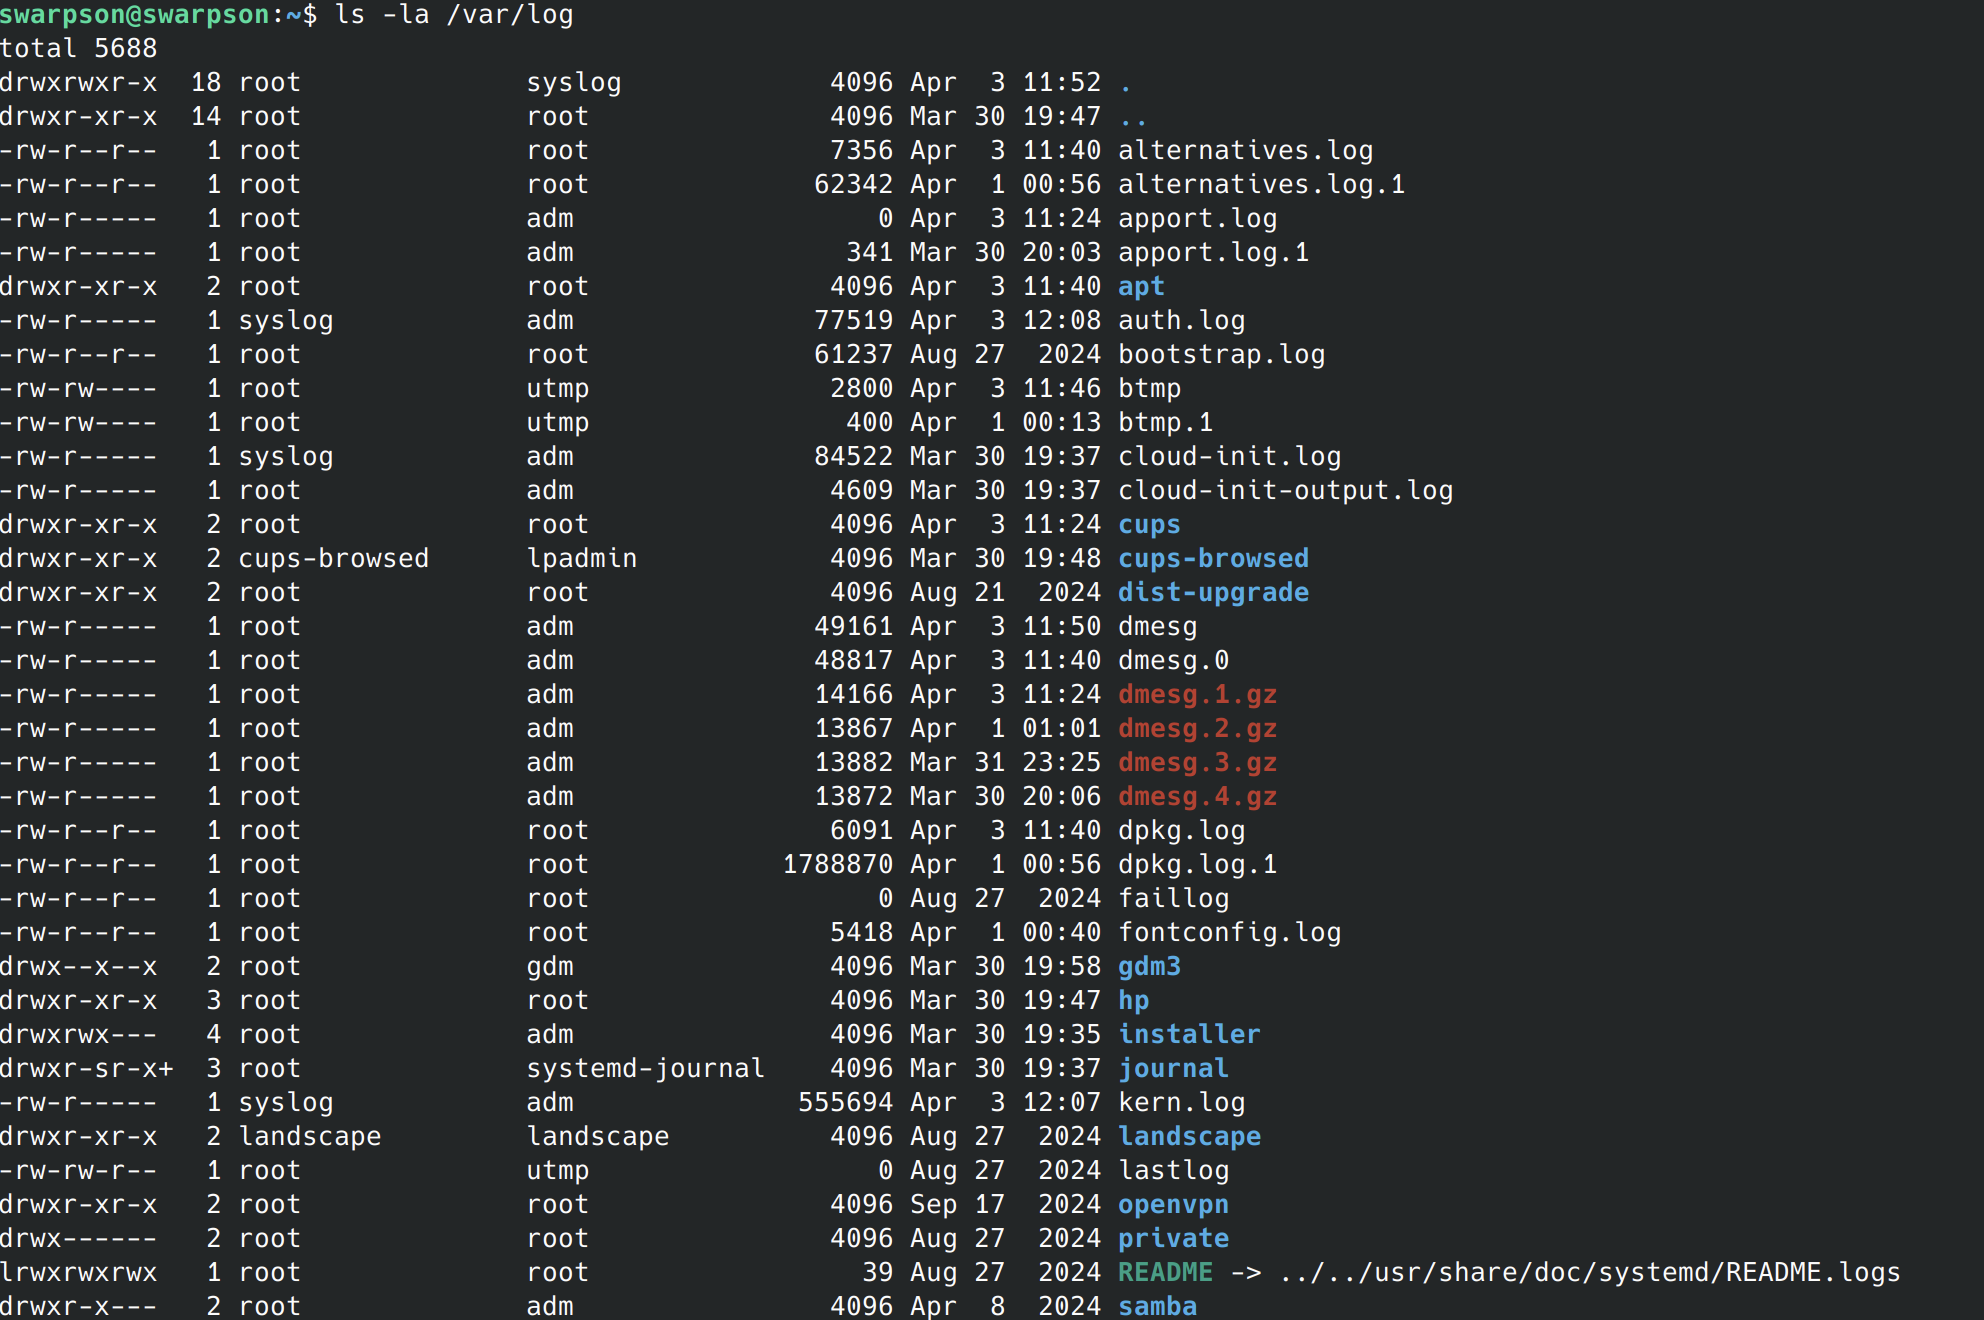 swarpson@swarpson:~$ ls -la /var/log
total 5688
drwxrwxr-x  18 root              syslog             4096 Apr  3 11:52 .
drwxr-xr-x  14 root              root               4096 Mar 30 19:47 ..
-rw-r--r--   1 root              root               7356 Apr  3 11:40 alternatives.log
-rw-r--r--   1 root              root              62342 Apr  1 00:56 alternatives.log.1
-rw-r-----   1 root              adm                   0 Apr  3 11:24 apport.log
-rw-r-----   1 root              adm                 341 Mar 30 20:03 apport.log.1
drwxr-xr-x   2 root              root               4096 Apr  3 11:40 apt
-rw-r-----   1 syslog            adm               77519 Apr  3 12:08 auth.log
-rw-r--r--   1 root              root              61237 Aug 27  2024 bootstrap.log
-rw-rw----   1 root              utmp               2800 Apr  3 11:46 btmp
-rw-rw----   1 root              utmp                400 Apr  1 00:13 btmp.1
-rw-r-----   1 syslog            adm               84522 Mar 30 19:37 cloud-init.log
-rw-r-----   1 root              adm                4609 Mar 30 19:37 cloud-init-output.log
drwxr-xr-x   2 root              root               4096 Apr  3 11:24 cups
drwxr-xr-x   2 cups-browsed      lpadmin            4096 Mar 30 19:48 cups-browsed
drwxr-xr-x   2 root              root               4096 Aug 21  2024 dist-upgrade
-rw-r-----   1 root              adm               49161 Apr  3 11:50 dmesg
-rw-r-----   1 root              adm               48817 Apr  3 11:40 dmesg.0
-rw-r-----   1 root              adm               14166 Apr  3 11:24 dmesg.1.gz
-rw-r-----   1 root              adm               13867 Apr  1 01:01 dmesg.2.gz
-rw-r-----   1 root              adm               13882 Mar 31 23:25 dmesg.3.gz
-rw-r-----   1 root              adm               13872 Mar 30 20:06 dmesg.4.gz
-rw-r--r--   1 root              root               6091 Apr  3 11:40 dpkg.log
-rw-r--r--   1 root              root            1788870 Apr  1 00:56 dpkg.log.1
-rw-r--r--   1 root              root                  0 Aug 27  2024 faillog
-rw-r--r--   1 root              root               5418 Apr  1 00:40 fontconfig.log
drwx--x--x   2 root              gdm                4096 Mar 30 19:58 gdm3
drwxr-xr-x   3 root              root               4096 Mar 30 19:47 hp
drwxrwx---   4 root              adm                4096 Mar 30 19:35 installer
drwxr-sr-x+  3 root              systemd-journal    4096 Mar 30 19:37 journal
-rw-r-----   1 syslog            adm              555694 Apr  3 12:07 kern.log
drwxr-xr-x   2 landscape         landscape          4096 Aug 27  2024 landscape
-rw-rw-r--   1 root              utmp                  0 Aug 27  2024 lastlog
drwxr-xr-x   2 root              root               4096 Sep 17  2024 openvpn
drwx------   2 root              root               4096 Aug 27  2024 private
lrwxrwxrwx   1 root              root                 39 Aug 27  2024 README -> ../../usr/share/doc/systemd/README.logs
drwxr-x---   2 root              adm                4096 Apr  8  2024 samba